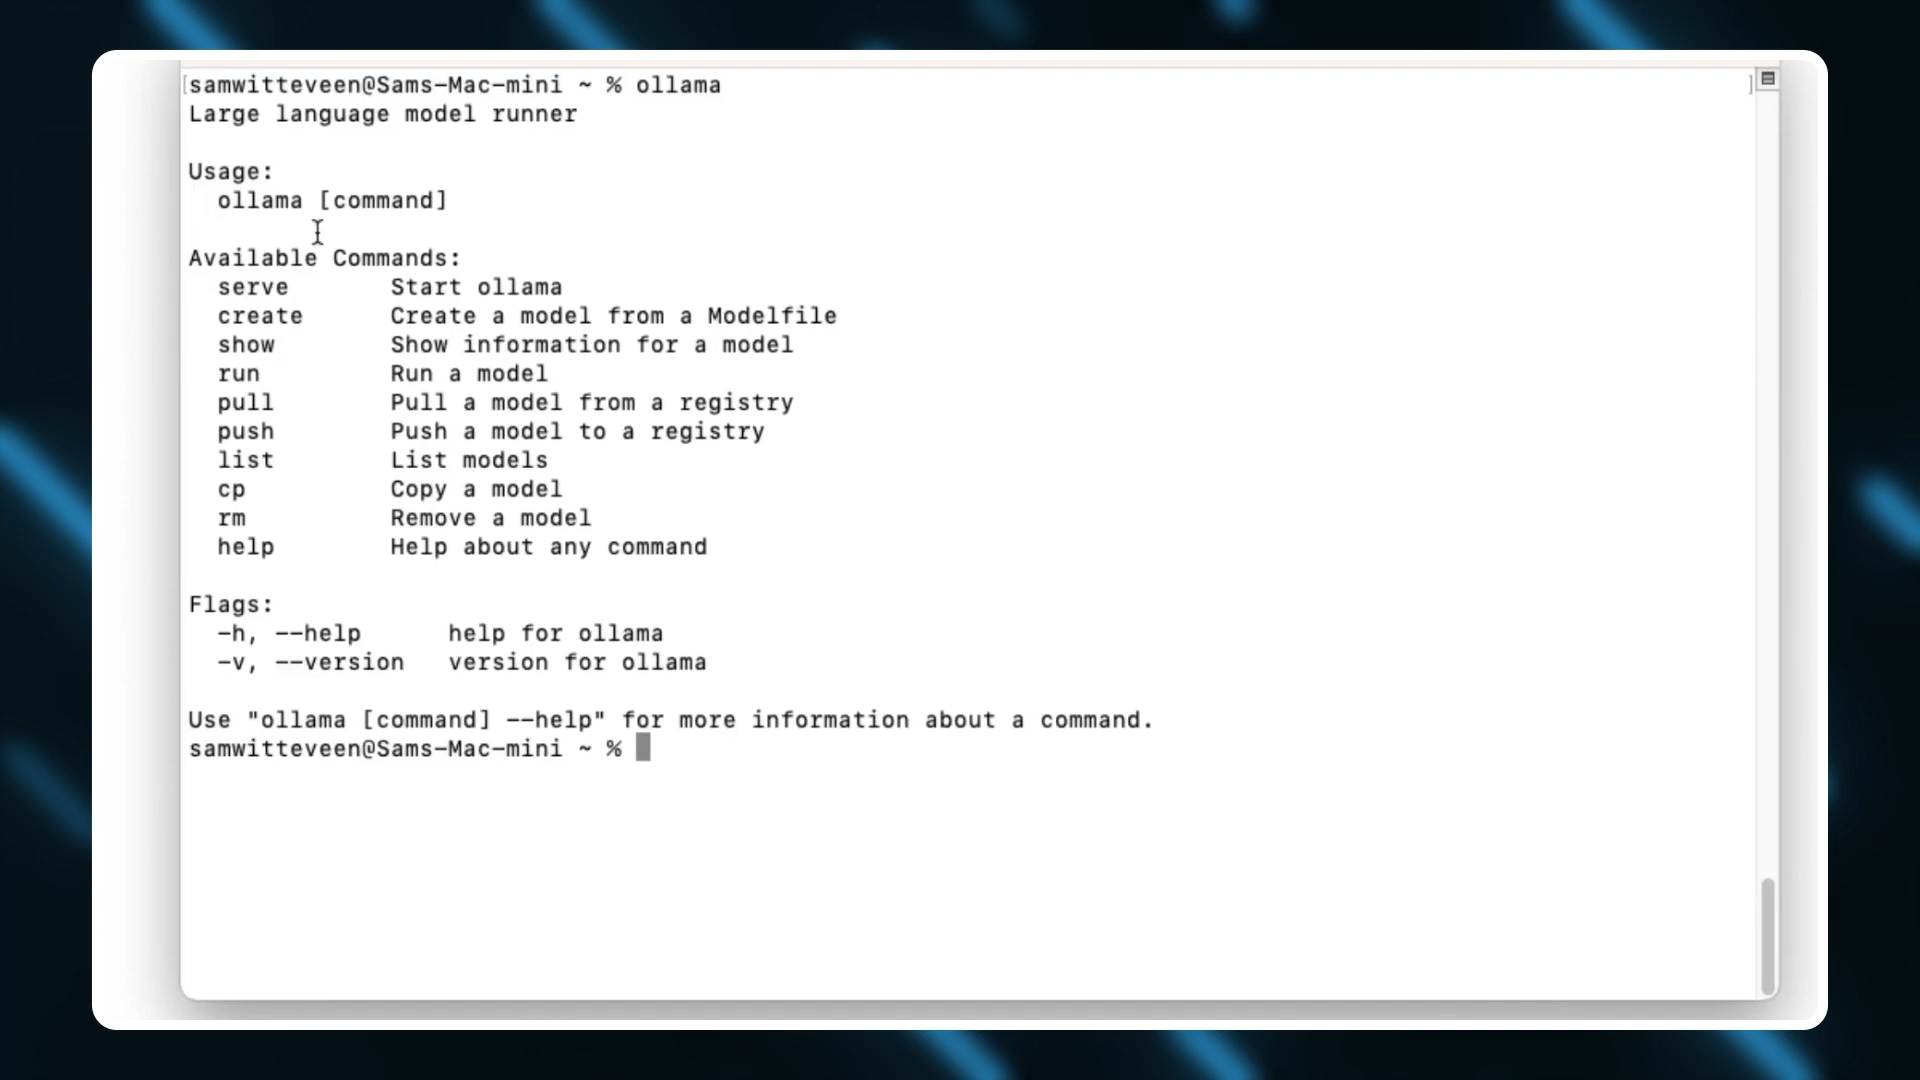 [samwitteveen@Sams-Mac-mini ~ % ollama ]
Large language model runner
Usage:
  ollama [command]
Available Commands:
  serve       Start ollama
  create      Create a model from a Modelfile
  show        Show information for a model
  run         Run a model
  pull        Pull a model from a registry
  push        Push a model to a registry
  list        List models
  cp          Copy a model
  rm          Remove a model
  help        Help about any command
Flags:
  -h, --help      help for ollama
  -v, --version   version for ollama
Use "ollama [command] --help" for more information about a command.
samwitteveen@Sams-Mac-mini ~ %